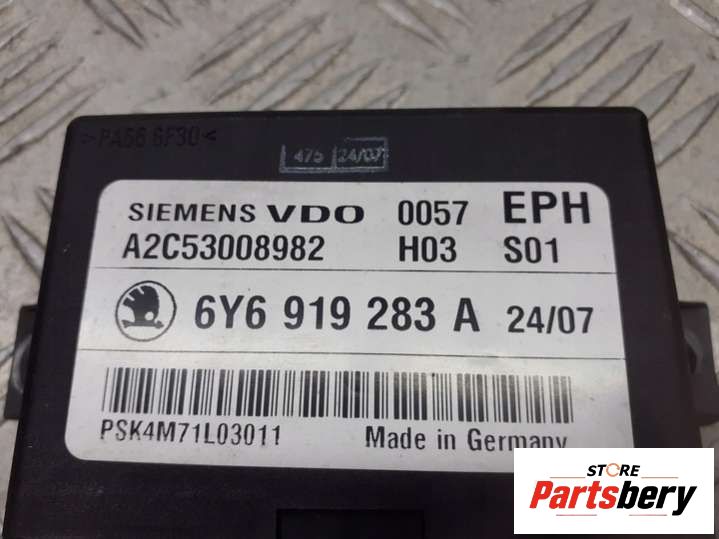 >PA66 GF30<
475 24/07
SIEMENS VDO 0057 EPH
A2C53008982 H03 S01
6Y6 919 283 A 24/07
PSK4M71L03011 Made in Germany
STORE
Partsbery